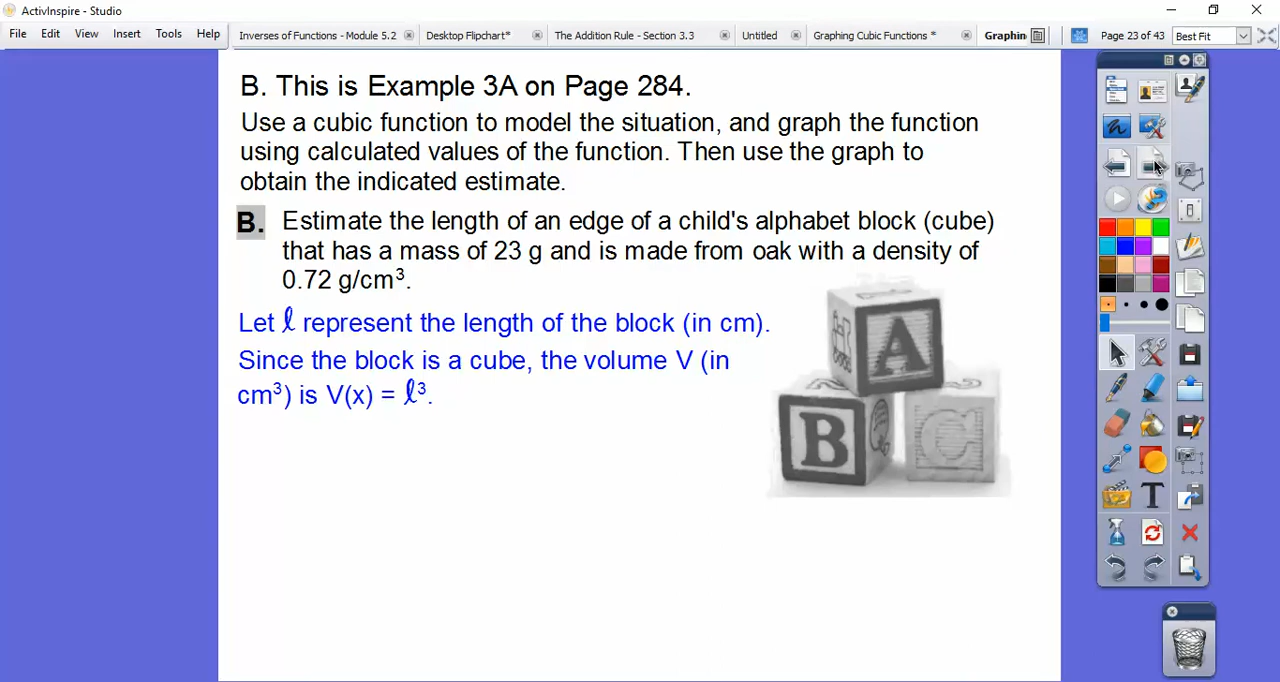 ActivInspire - Studio
File Edit View Insert Tools Help
Inverses of Functions - Module 5.2 Desktop Flipchart* The Addition Rule - Section 3.3 Untitled Graphing Cubic Functions * Graphin
Page 23 of 43 Best Fit
B. This is Example 3A on Page 284.
Use a cubic function to model the situation, and graph the function
using calculated values of the function. Then use the graph to
obtain the indicated estimate.
B. Estimate the length of an edge of a child's alphabet block (cube)
that has a mass of 23 g and is made from oak with a density of
0.72 g/cm³.
Let ℓ represent the length of the block (in cm).
Since the block is a cube, the volume V (in
cm³) is V(x) = ℓ³.
A
B C
T